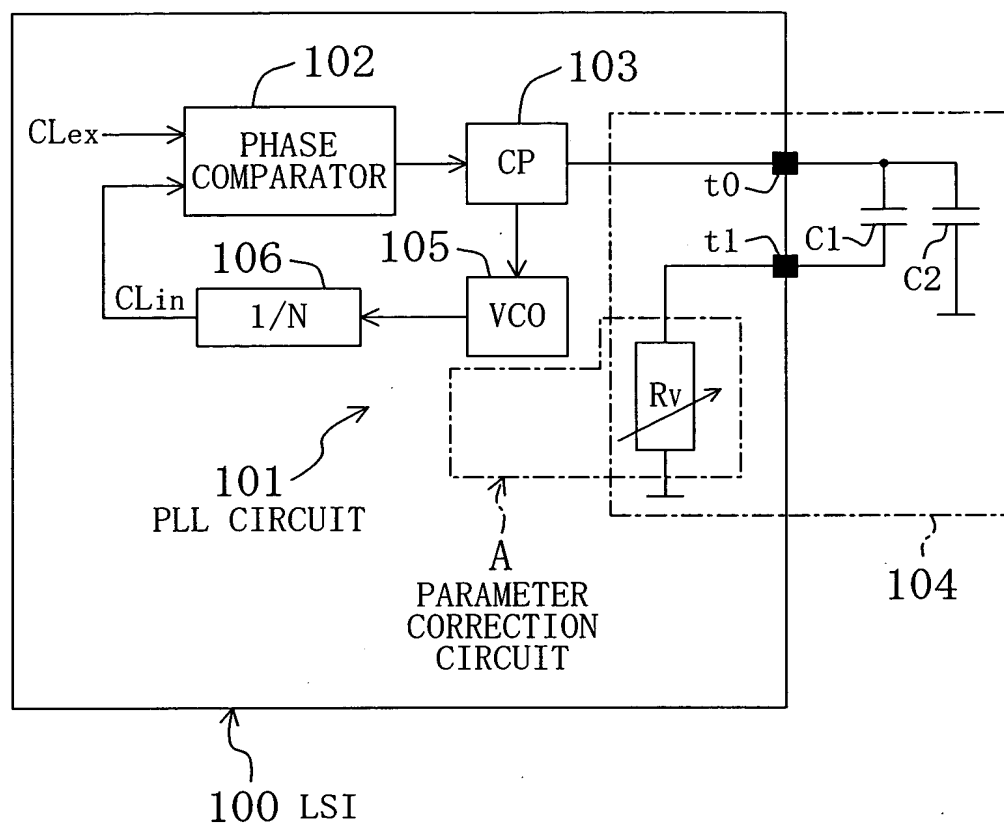 102
103
CLex
PHASE
COMPARATOR
CP
t0
t1
C1
C2
106
105
CLin
1/N
VCO
Rv
101
PLL CIRCUIT
A
PARAMETER
CORRECTION
CIRCUIT
104
100 LSI